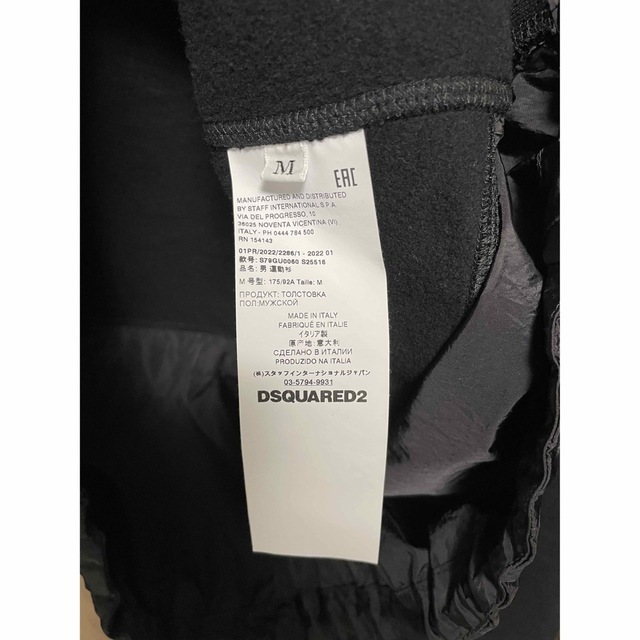 M
EAC
MANUFACTURED AND DISTRIBUTED
BY STAFF INTERNATIONAL S.P.A
VIA DEL PROGRESSO, 10
36025 NOVENTA VICENTINA (VI)
ITALY - PH 0444 784 500
RN 154143
01PR/2022/2286/1 - 2022 01
款号: S79GU0060 S25516
品名: 男 運動衫
M 号型: 175/92A Taille: M
ПРОДУКТ: ТОЛСТОВКА
ПОЛ:МУЖСКОЙ
MADE IN ITALY
FABRIQUÉ EN ITALIE
イタリア製
原产地: 意大利
СДЕЛАНО В ИТАЛИИ
PRODUZIDO NA ITALIA
(株)スタッフインターナショナルジャパン
03-5794-9931
DSQUARED2